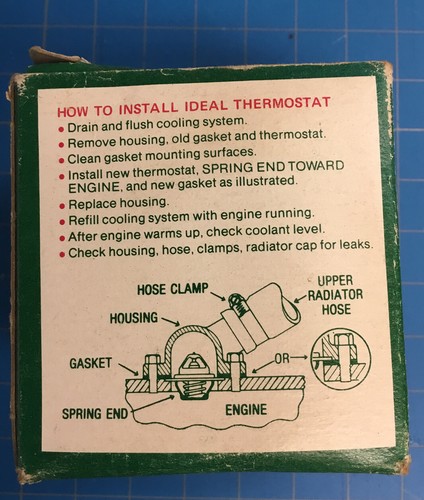 HOW TO INSTALL IDEAL THERMOSTAT
• Drain and flush cooling system.
• Remove housing, old gasket and thermostat.
• Clean gasket mounting surfaces.
• Install new thermostat, SPRING END TOWARD
ENGINE, and new gasket as illustrated.
• Replace housing.
• Refill cooling system with engine running.
• After engine warms up, check coolant level.
• Check housing, hose, clamps, radiator cap for leaks.
HOSE CLAMP
UPPER
RADIATOR
HOSE
HOUSING
GASKET
OR
SPRING END
ENGINE